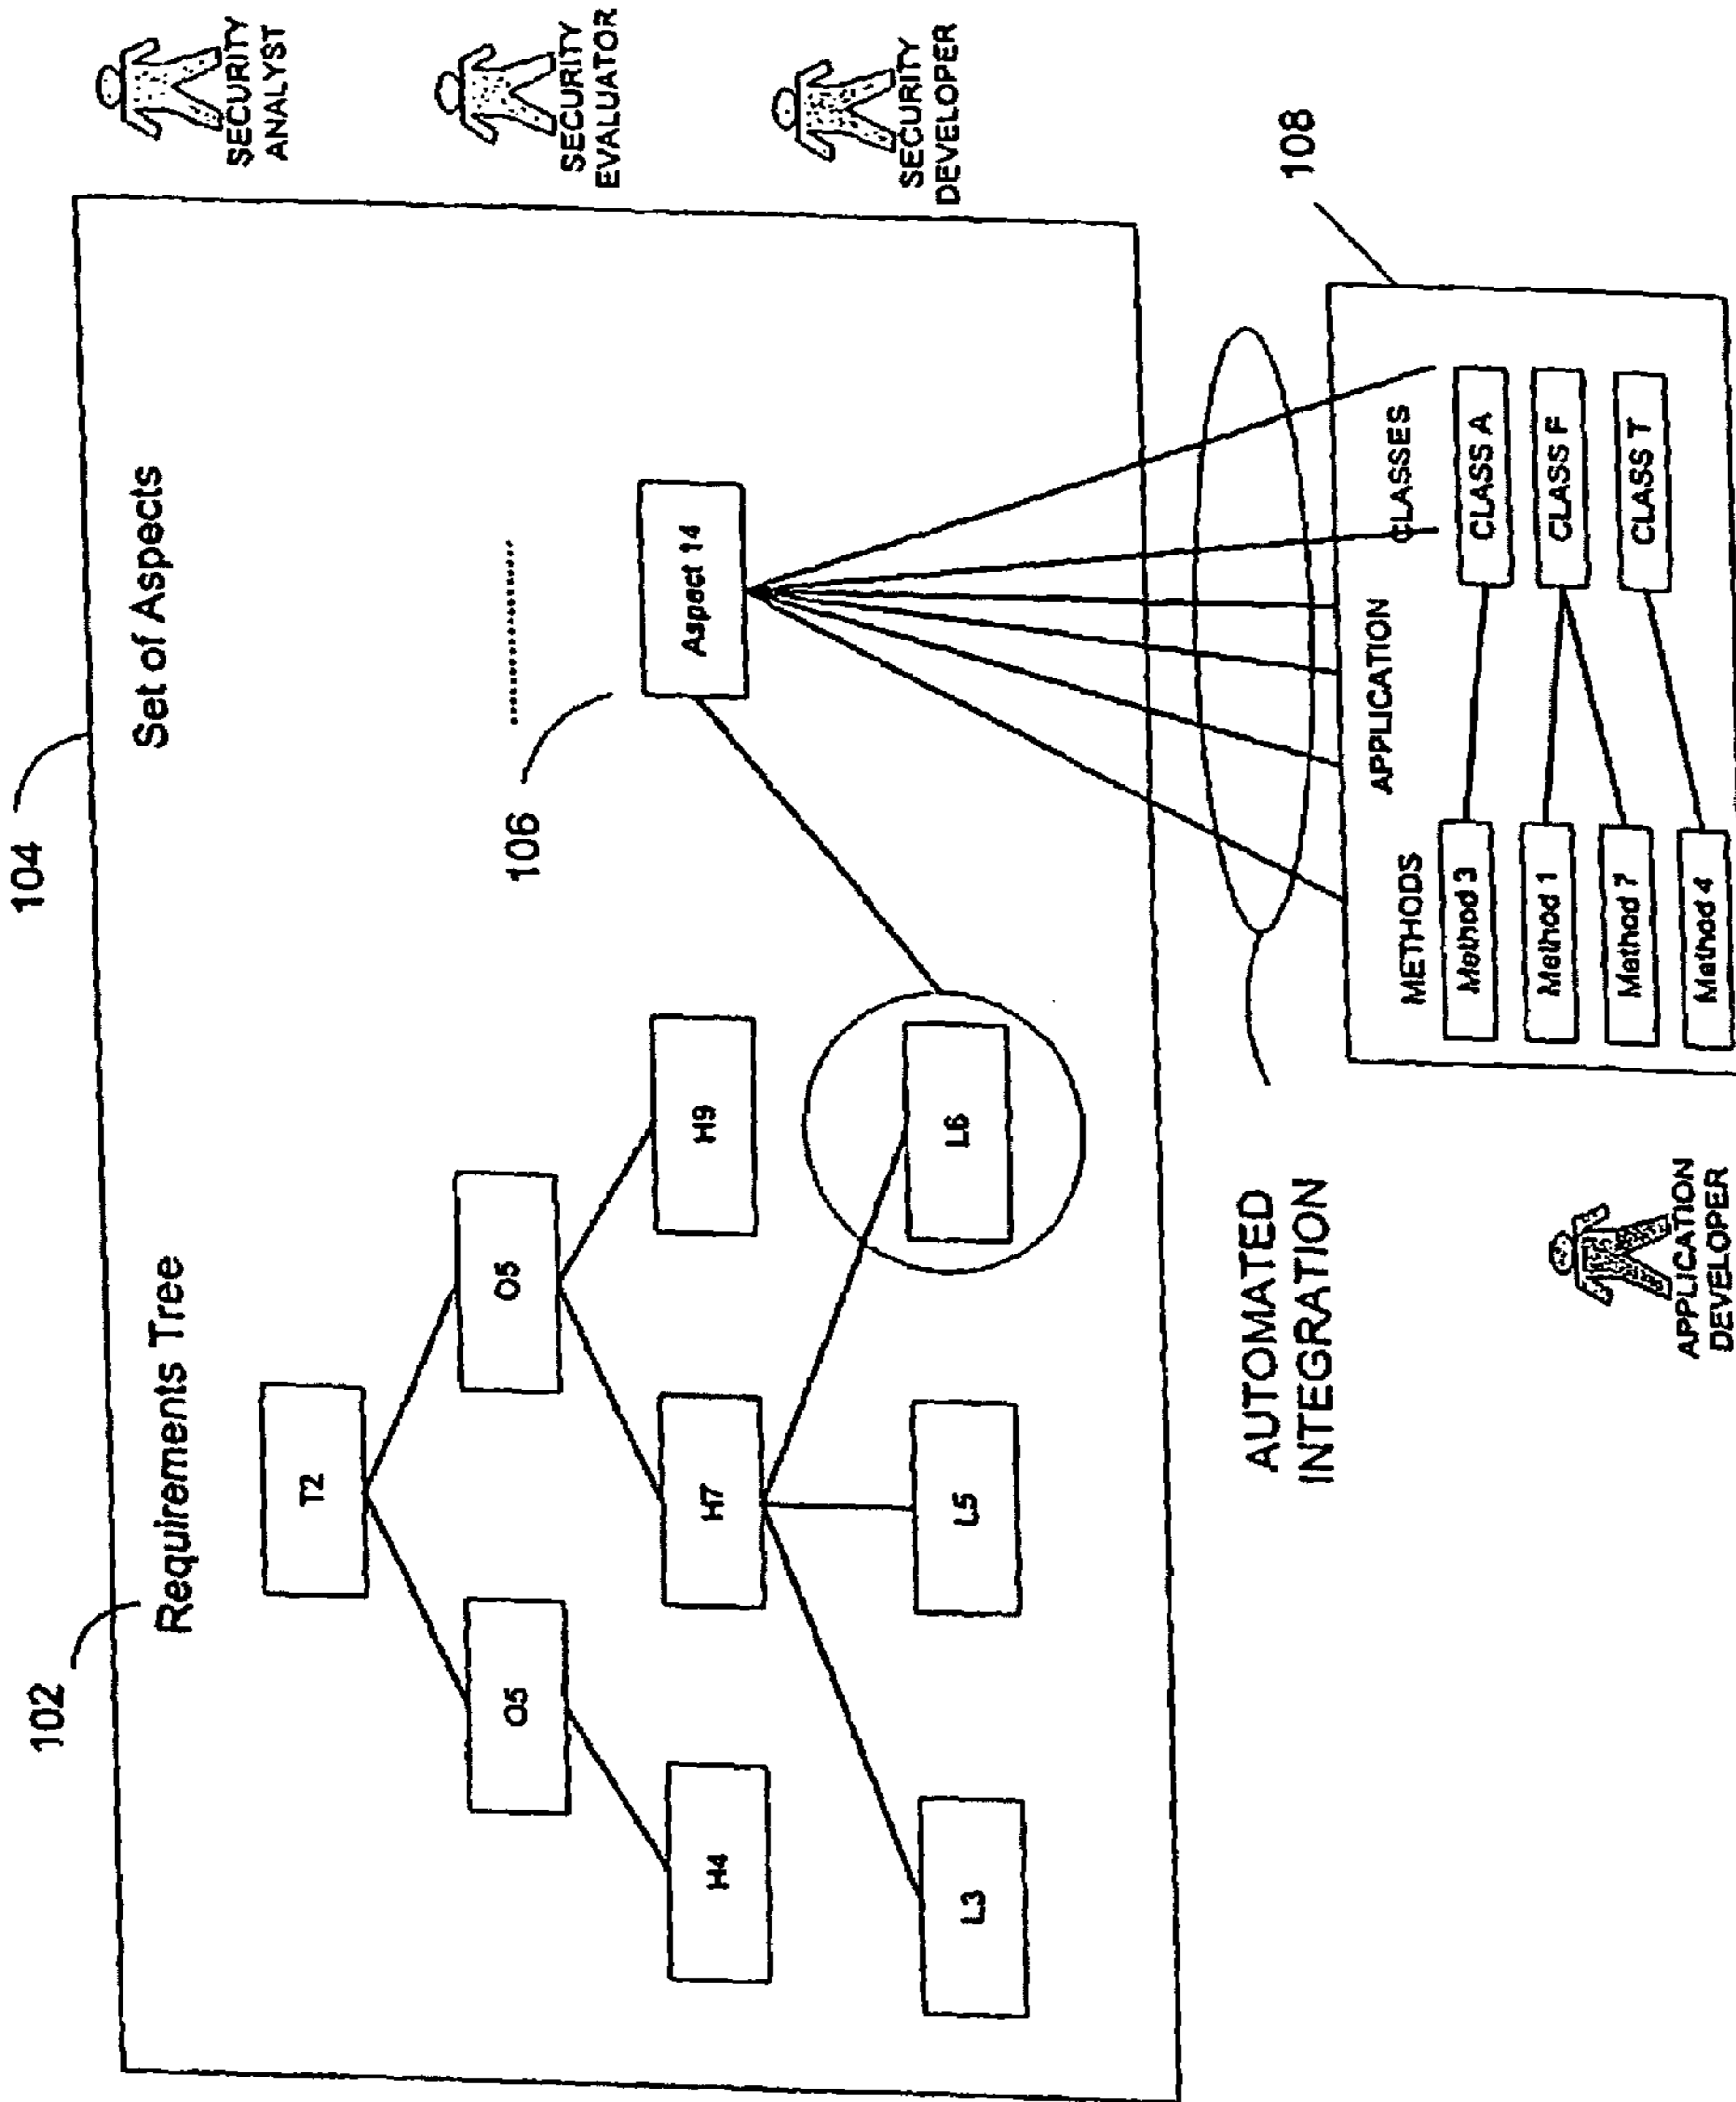 102
104
Requirements Tree
Set of Aspects
SECURITY
ANALYST
T2
O5
O5
SECURITY
EVALUATOR
106
H4
H7
H9
Aspect 14
SECURITY
DEVELOPER
L3
L5
L6
AUTOMATED
INTEGRATION
108
APPLICATION
METHODS
CLASSES
Method 3
CLASS A
Method 1
CLASS F
Method 7
CLASS T
Method 4
APPLICATION
DEVELOPER